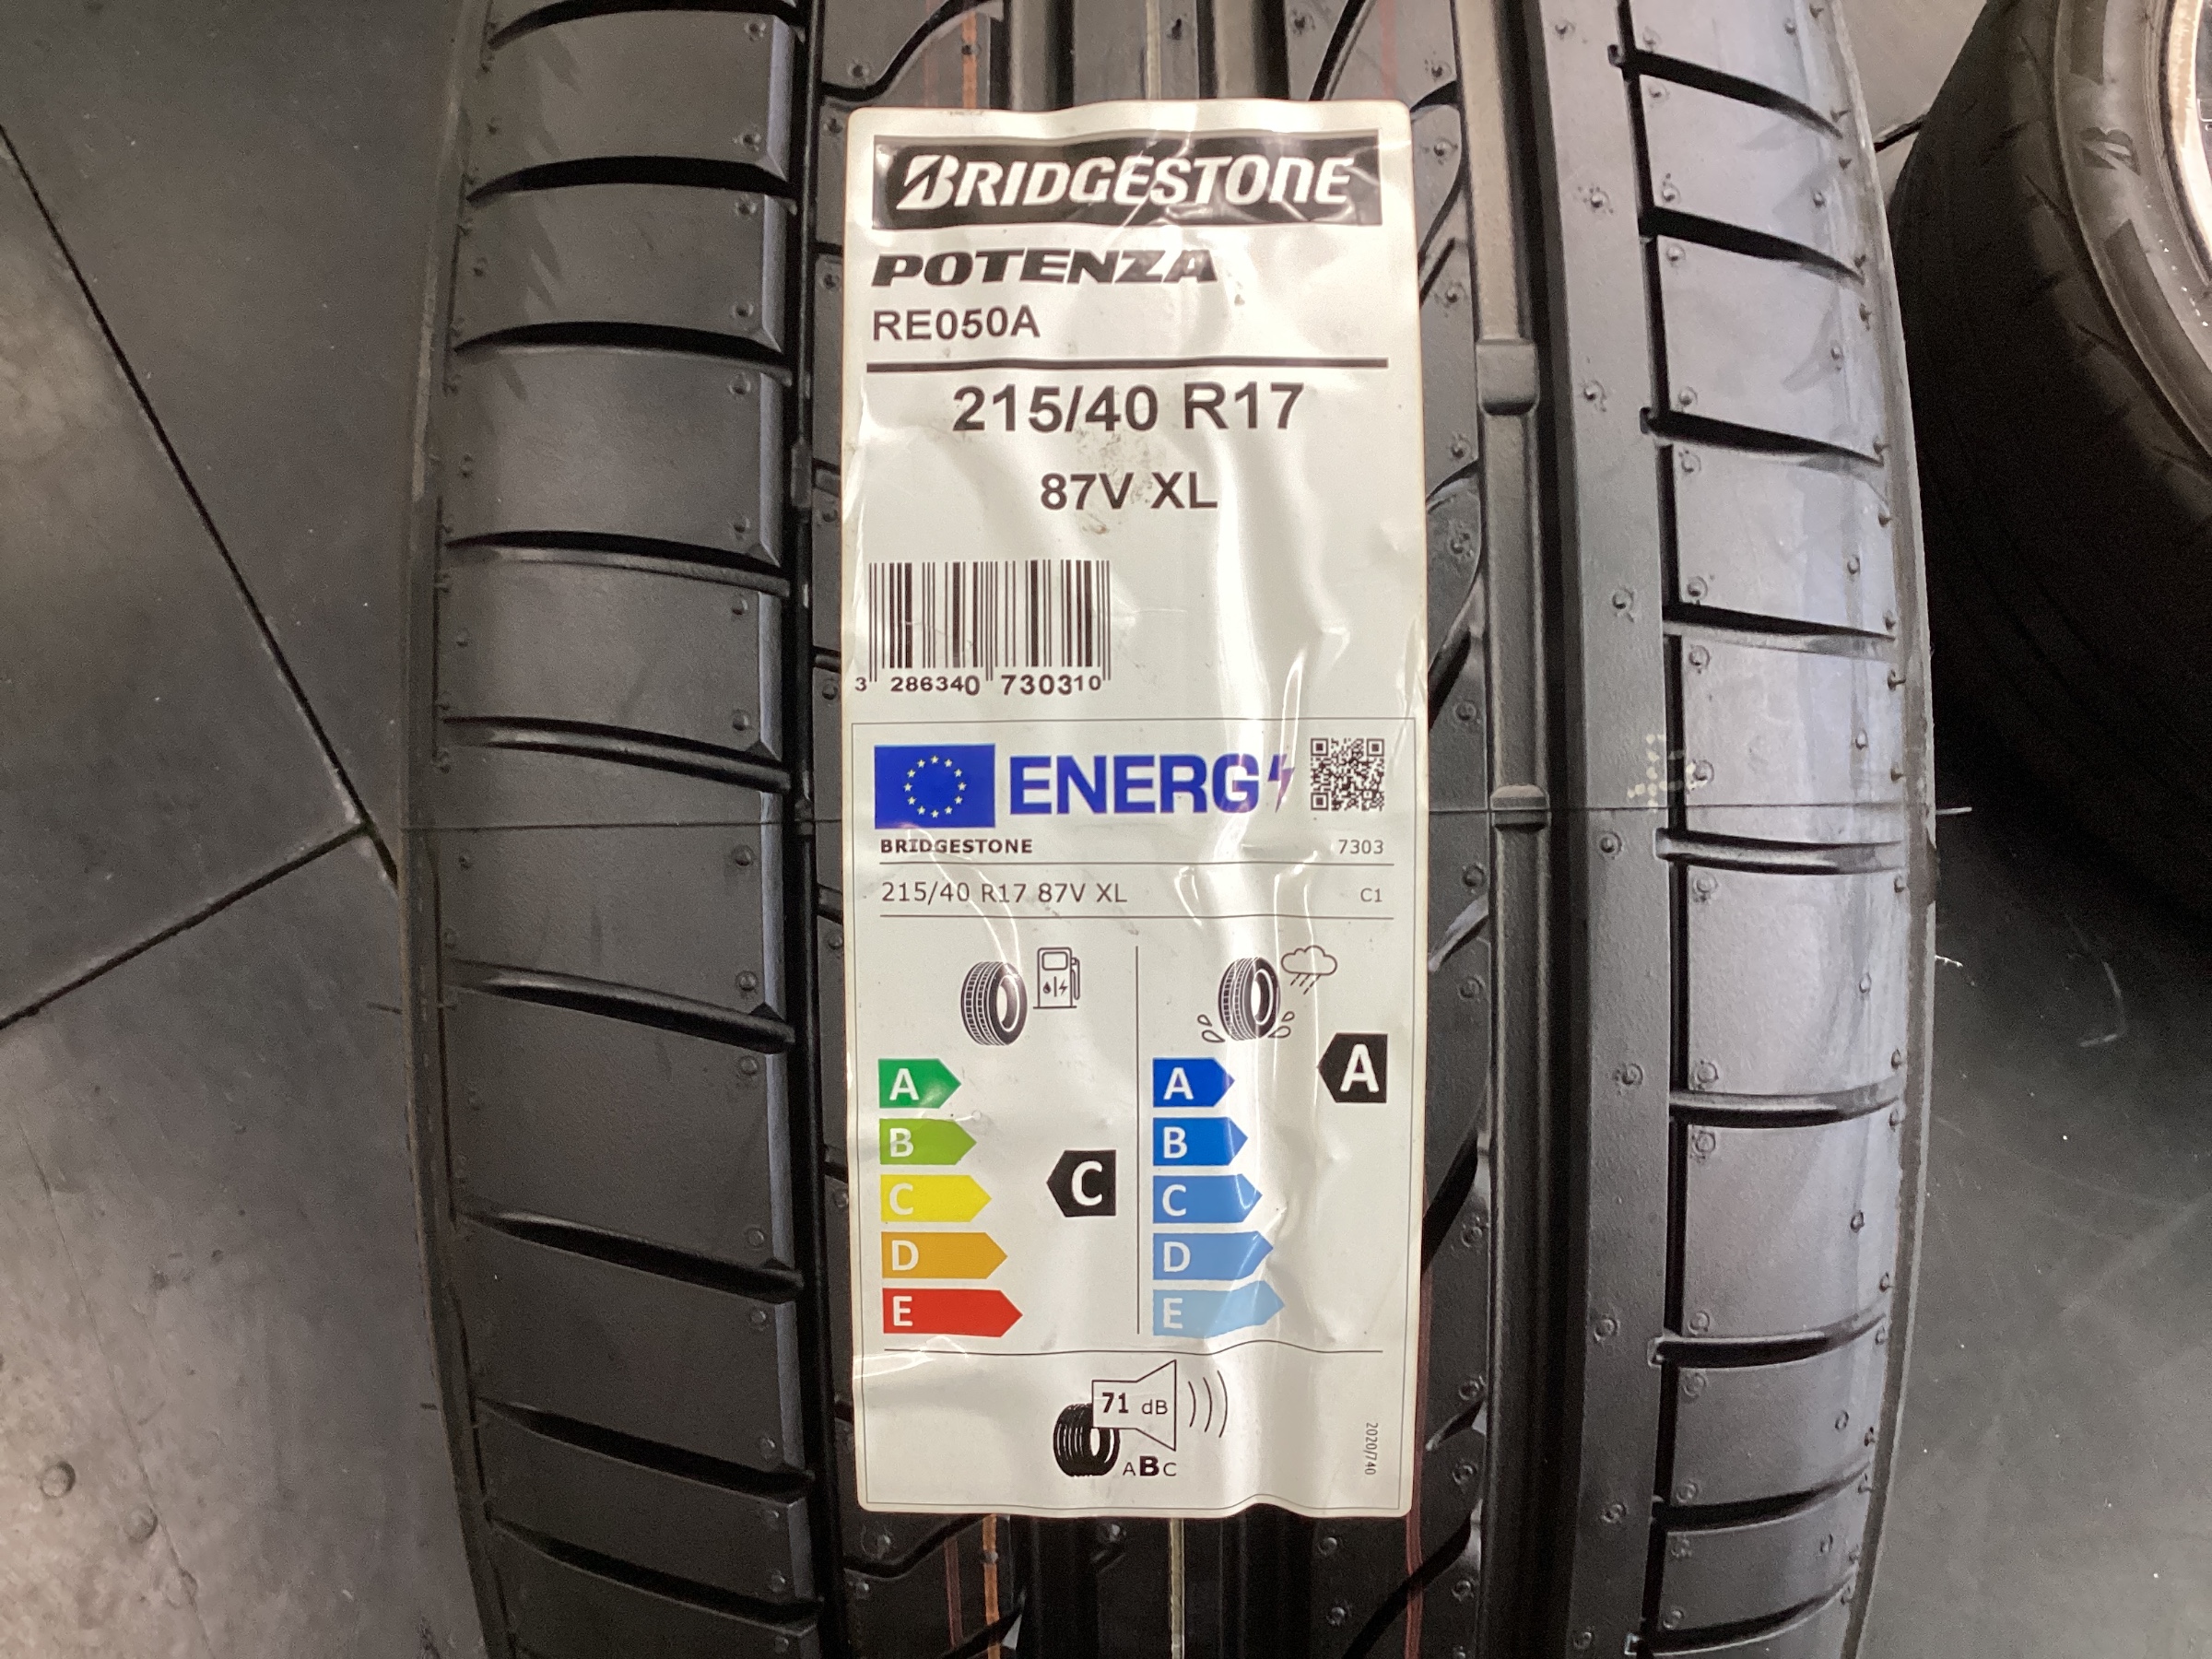 BRIDGESTONE
POTENZA
RE050A
215/40 R17
87V XL
3 286340 730310
ENERG
BRIDGESTONE 7303
215/40 R17 87V XL C1
A A A
B B
C C C
D D
E E
71 dB
ABC
2020/740
B